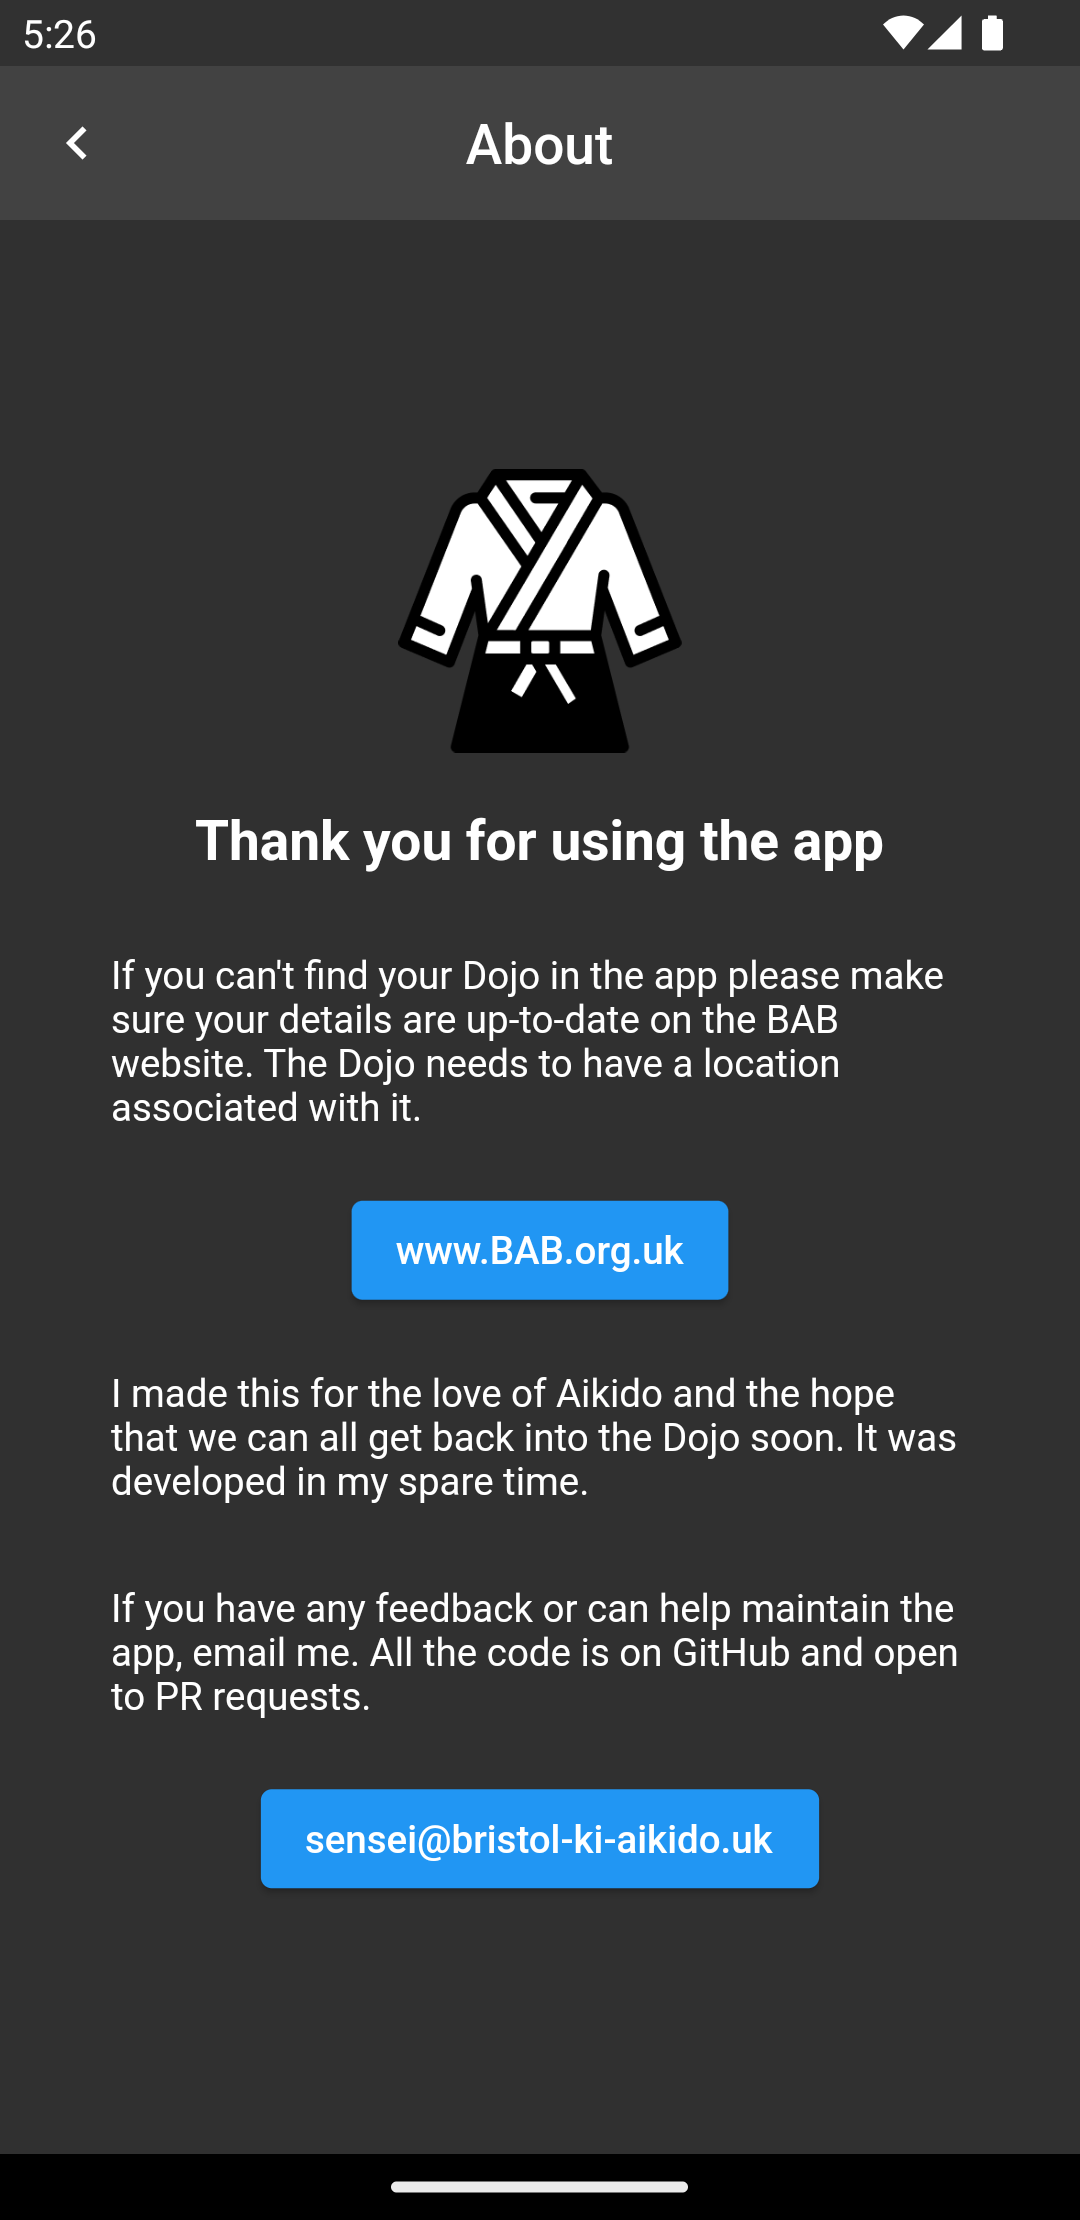 5:26
About
Thank you for using the app
If you can't find your Dojo in the app please make
sure your details are up-to-date on the BAB
website. The Dojo needs to have a location
associated with it.
www.BAB.org.uk
I made this for the love of Aikido and the hope
that we can all get back into the Dojo soon. It was
developed in my spare time.
If you have any feedback or can help maintain the
app, email me. All the code is on GitHub and open
to PR requests.
sensei@bristol-ki-aikido.uk